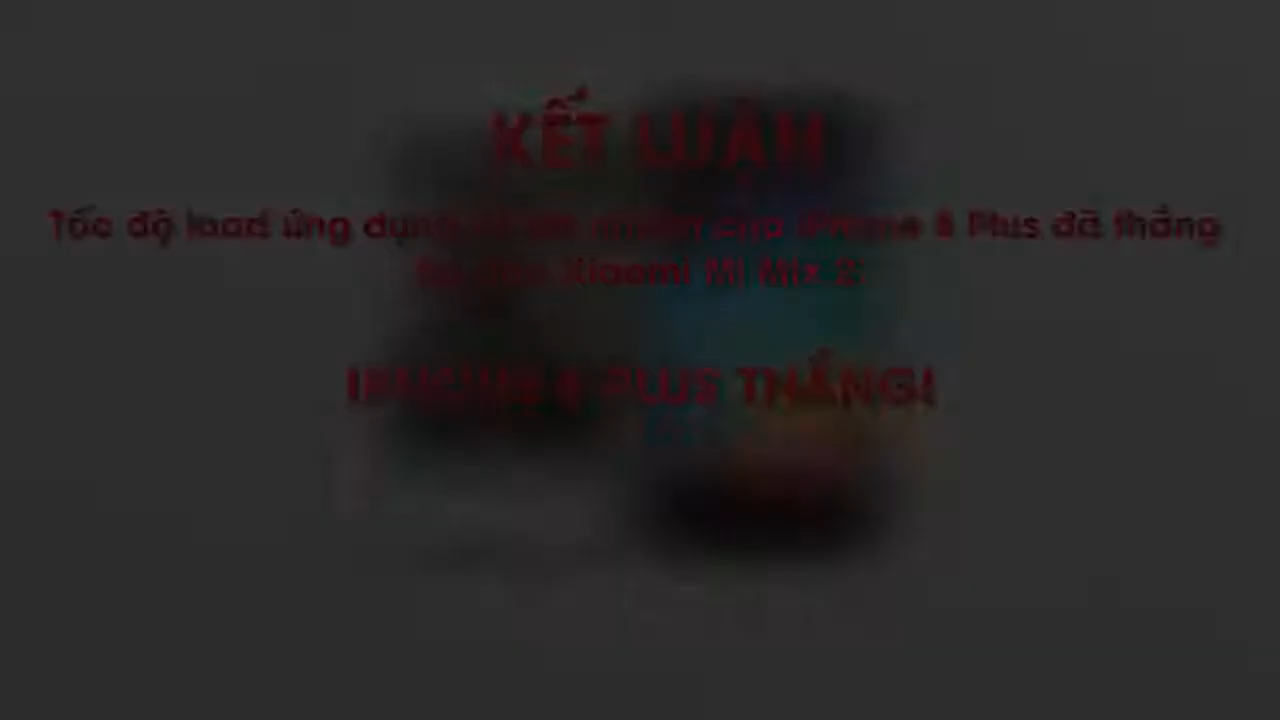 KẾT LUẬN
Tốc độ load ứng dụng của iPhone 8 Plus đã thắng
Xiaomi Mi Mix 2
IPHONE 8 PLUS THẮNG!